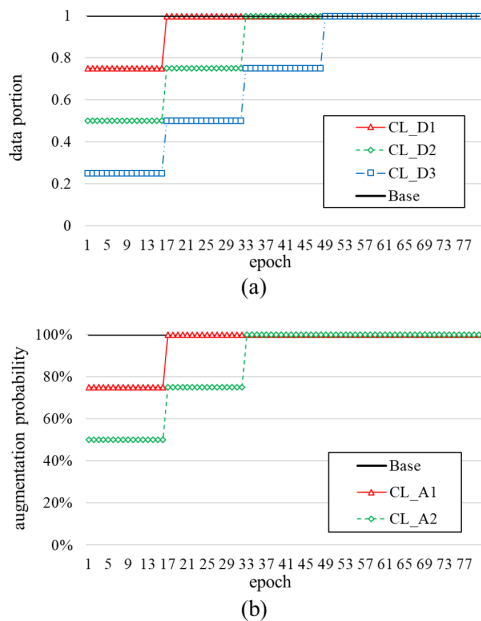 1
0.8
0.6
0.4
0.2
0
data portion
CL_D1
CL_D2
CL_D3
Base
1 5 9 13 17 21 25 29 33 37 41 45 49 53 57 61 65 69 73 77
epoch
(a)
100%
80%
60%
40%
20%
0%
augmentation probability
Base
CL_A1
CL_A2
1 5 9 13 17 21 25 29 33 37 41 45 49 53 57 61 65 69 73 77
epoch
(b)